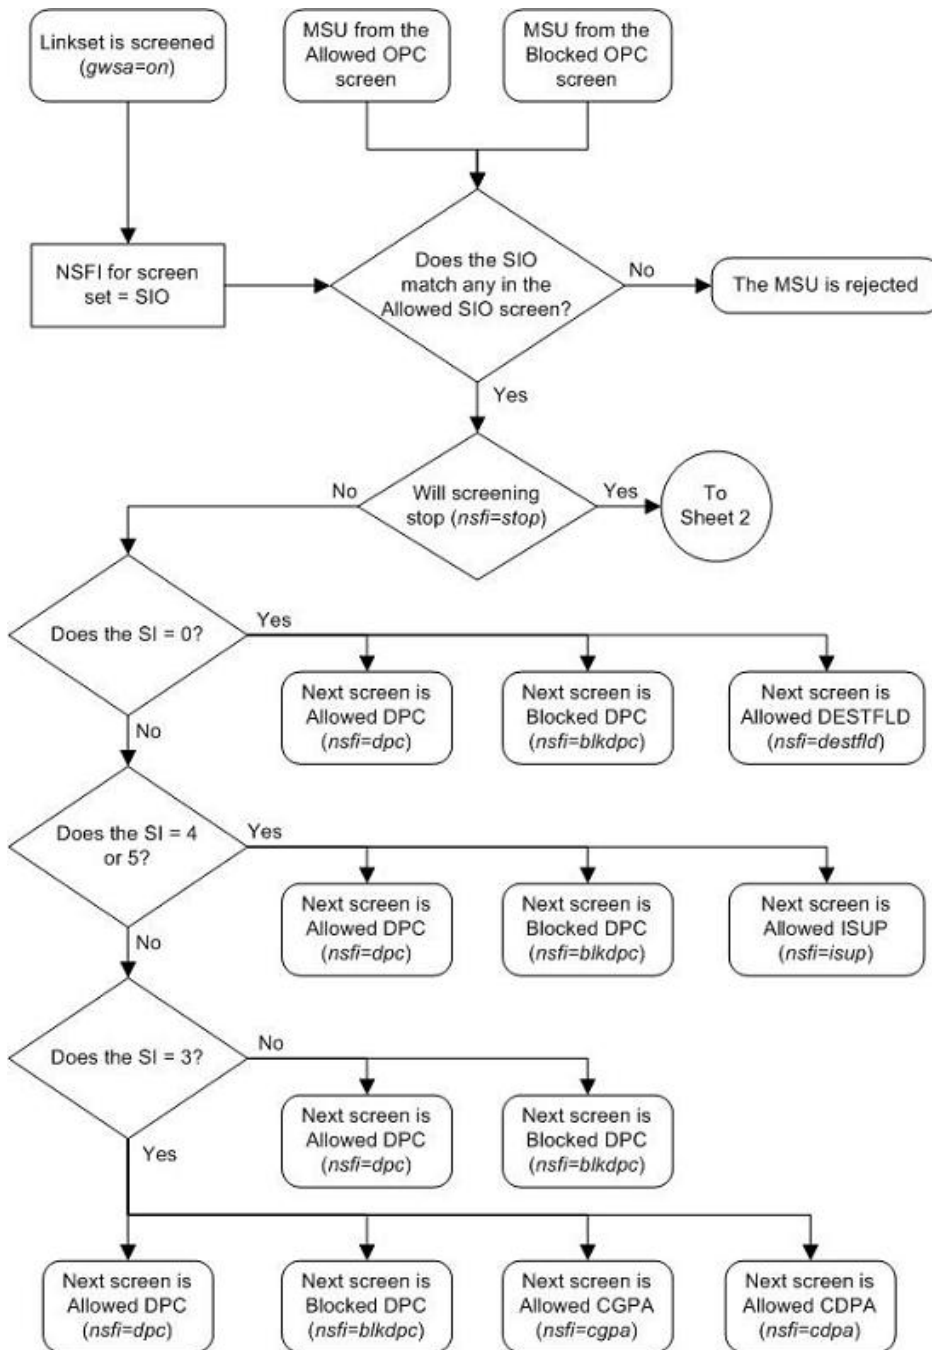 Linkset is screened
(gwsa=on)
MSU from the
Allowed OPC
screen
MSU from the
Blocked OPC
screen
NSFI for screen
set = SIO
Does the SIO
match any in the
Allowed SIO screen?
No
The MSU is rejected
Yes
Will screening
stop (nsfi=stop)
No
Yes
To
Sheet 2
Does the SI = 0?
Yes
Next screen is
Allowed DPC
(nsfi=dpc)
Next screen is
Blocked DPC
(nsfi=blkdpc)
Next screen is
Allowed DESTFLD
(nsfi=destfld)
No
Does the SI = 4
or 5?
Yes
Next screen is
Allowed DPC
(nsfi=dpc)
Next screen is
Blocked DPC
(nsfi=blkdpc)
Next screen is
Allowed ISUP
(nsfi=isup)
No
Does the SI = 3?
No
Next screen is
Allowed DPC
(nsfi=dpc)
Next screen is
Blocked DPC
(nsfi=blkdpc)
Yes
Next screen is
Allowed DPC
(nsfi=dpc)
Next screen is
Blocked DPC
(nsfi=blkdpc)
Next screen is
Allowed CGPA
(nsfi=cgpa)
Next screen is
Allowed CDPA
(nsfi=cdpa)